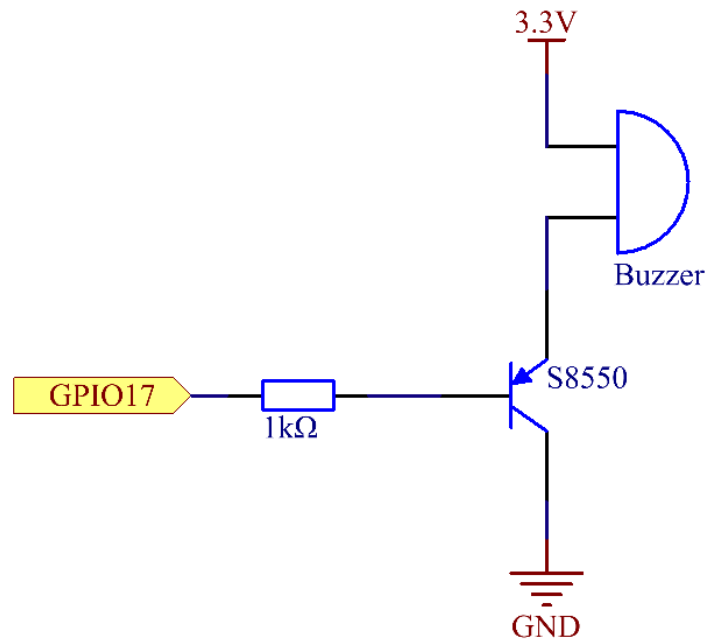 3.3V
Buzzer
S8550
GPIO17
1kΩ
GND